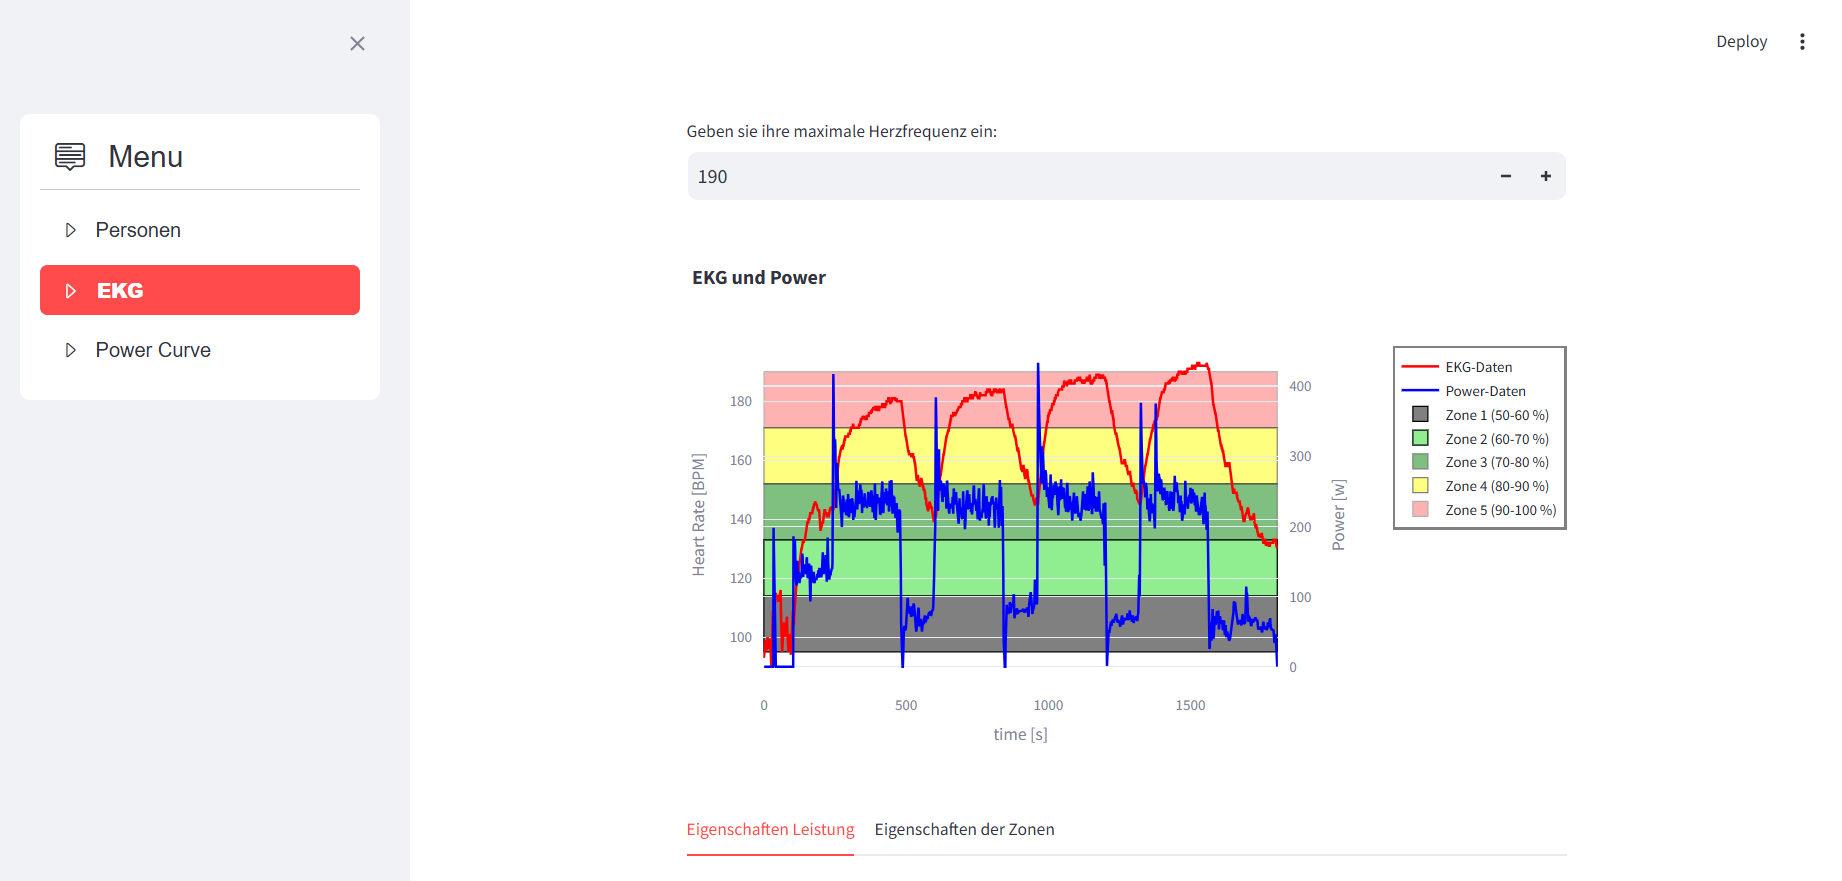 Deploy
Menu
Personen
EKG
Power Curve
Geben sie ihre maximale Herzfrequenz ein:
190
EKG und Power
EKG-Daten
Power-Daten
Zone 1 (50-60 %)
Zone 2 (60-70 %)
Zone 3 (70-80 %)
Zone 4 (80-90 %)
Zone 5 (90-100 %)
Heart Rate [BPM]
180
160
140
120
100
400
300
200
100
0
Power [w]
0 500 1000 1500
time [s]
Eigenschaften Leistung Eigenschaften der Zonen